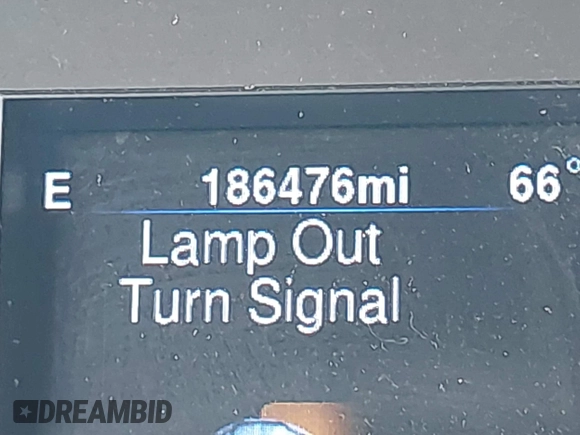 E 186476mi 66°
Lamp Out
Turn Signal
DREAMBID